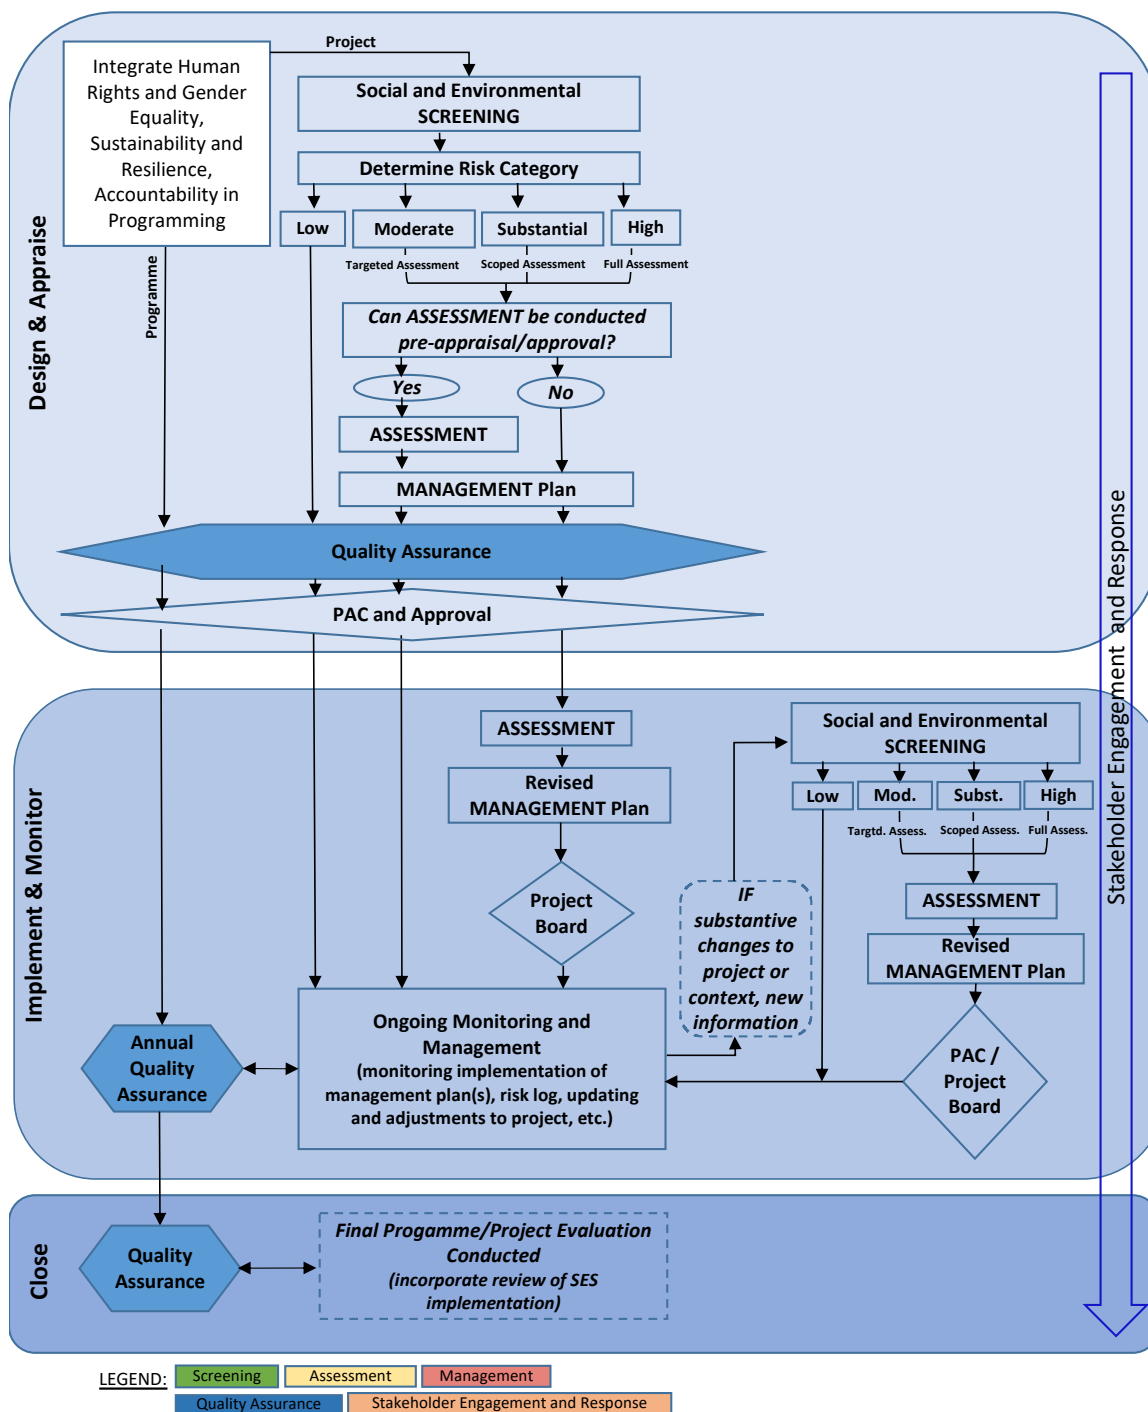 Project
Integrate Human
Rights and Gender
Equality,
Sustainability and
Resilience,
Accountability in
Programming
Social and Environmental
SCREENING
Determine Risk Category
Low
Moderate
Substantial
High
Targeted Assessment
Scoped Assessment
Full Assessment
Programme
Can ASSESSMENT be conducted
pre-appraisal/approval?
Yes
No
ASSESSMENT
MANAGEMENT Plan
Quality Assurance
PAC and Approval
Design & Appraise
Stakeholder Engagement and Response
ASSESSMENT
Revised
MANAGEMENT Plan
Project
Board
Social and Environmental
SCREENING
Low
Mod.
Subst.
High
Targtd. Assess.
Scoped Assess.
Full Assess.
ASSESSMENT
Revised
MANAGEMENT Plan
PAC /
Project
Board
IF
substantive
changes to
project or
context, new
information
Ongoing Monitoring and
Management
(monitoring implementation of
management plan(s), risk log, updating
and adjustments to project, etc.)
Annual
Quality
Assurance
Implement & Monitor
Close
Quality
Assurance
Final Progamme/Project Evaluation
Conducted
(incorporate review of SES
implementation)
LEGEND:
Screening
Assessment
Management
Quality Assurance
Stakeholder Engagement and Response